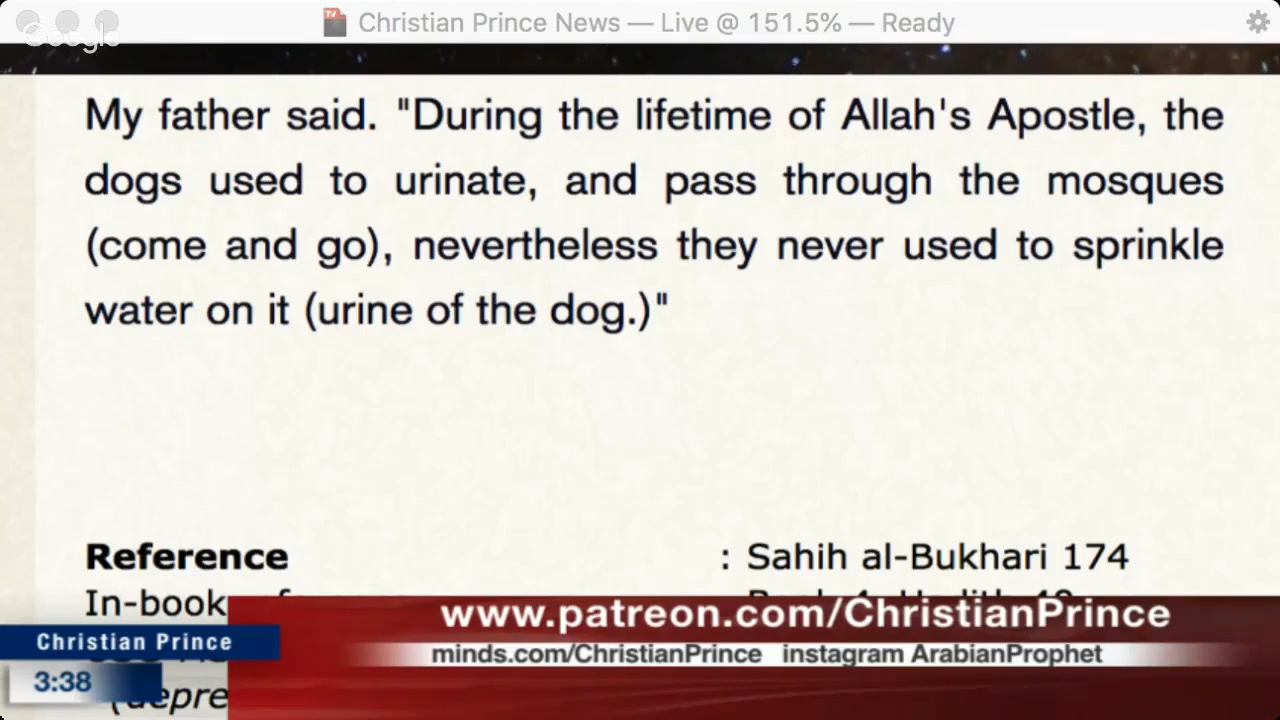 Christian Prince News — Live @ 151.5% — Ready
Google
My father said. "During the lifetime of Allah's Apostle, the
dogs used to urinate, and pass through the mosques
(come and go), nevertheless they never used to sprinkle
water on it (urine of the dog.)"
Reference : Sahih al-Bukhari 174
In-book
www.patreon.com/ChristianPrince
Christian Prince
minds.com/ChristianPrince instagram ArabianProphet
3:38